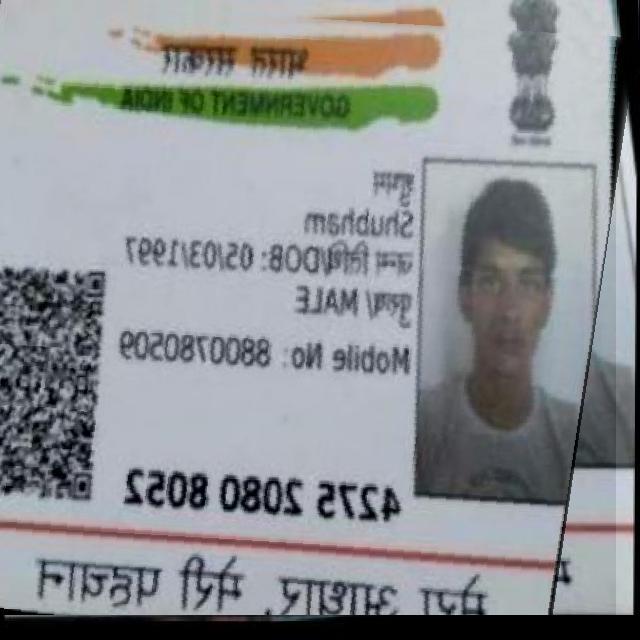 भारत सरकार
GOVERNMENT OF INDIA
शुभम
Shubham
जन्म तिथि/DOB: 05/03/1997
पुरुष/ MALE
Mobile No: 8800780509
4275 2080 8052
मेरा आधार, मेरी पहचान